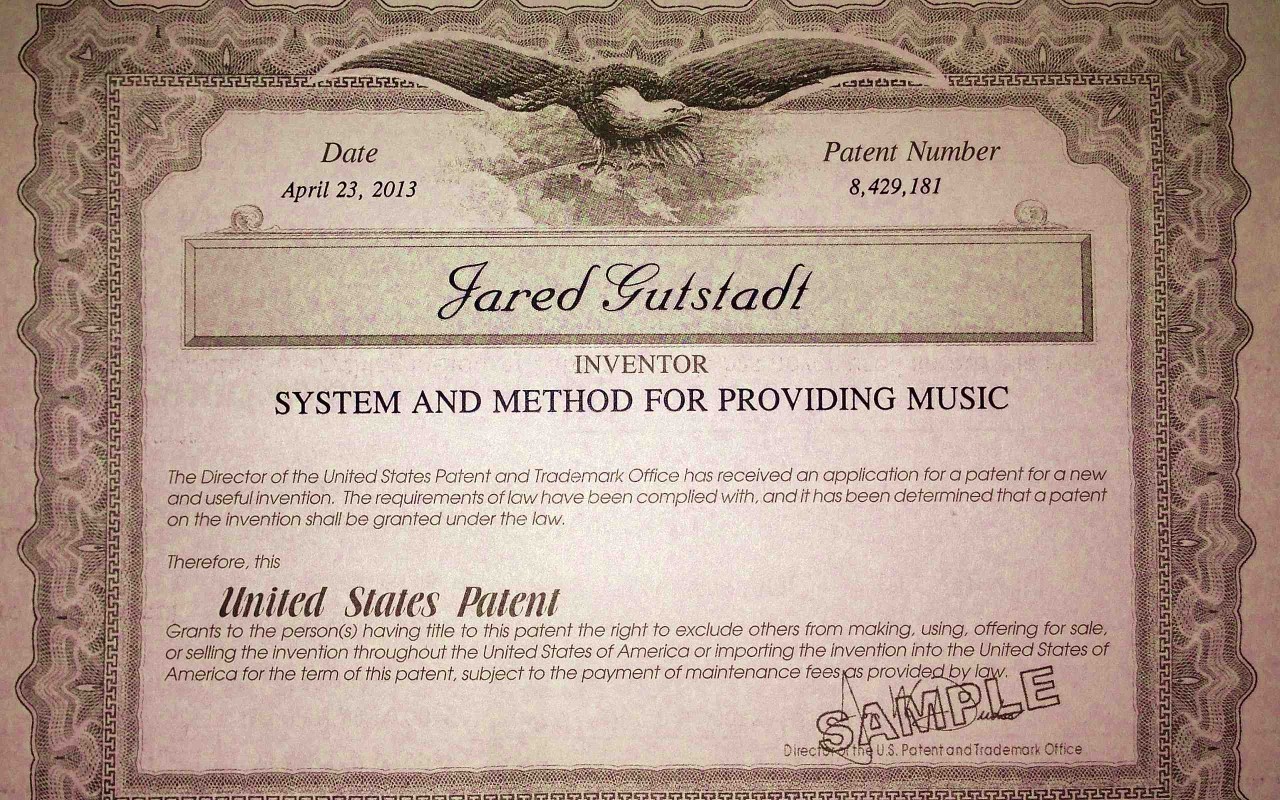 Date
April 23, 2013
Patent Number
8,429,181
Jared Gutstadt
INVENTOR
SYSTEM AND METHOD FOR PROVIDING MUSIC
The Director of the United States Patent and Trademark Office has received an application for a patent for a new
and useful invention. The requirements of law have been complied with, and it has been determined that a patent
on the invention shall be granted under the law.
Therefore, this
United States Patent
Grants to the person(s) having title to this patent the right to exclude others from making, using, offering for sale,
or selling the invention throughout the United States of America or importing the invention into the United States of
America for the term of this patent, subject to the payment of maintenance fees as provided by law.
SAMPLE
Director of the U.S. Patent and Trademark Office